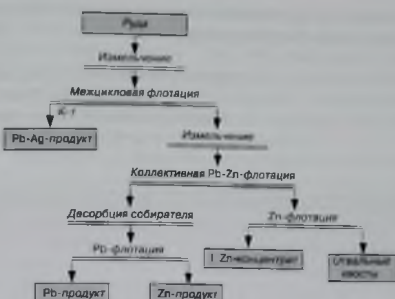 Руда
Измельчение
Межцикловая флотация
К-т
Pb-Ag-продукт
Измельчение
Коллективная Pb-Zn-флотация
Десорбция собирателя
Zn-флотация
Pb-флотация
I Zn-концентрат
Отвальные
хвосты
Pb-продукт
Zn-продукт